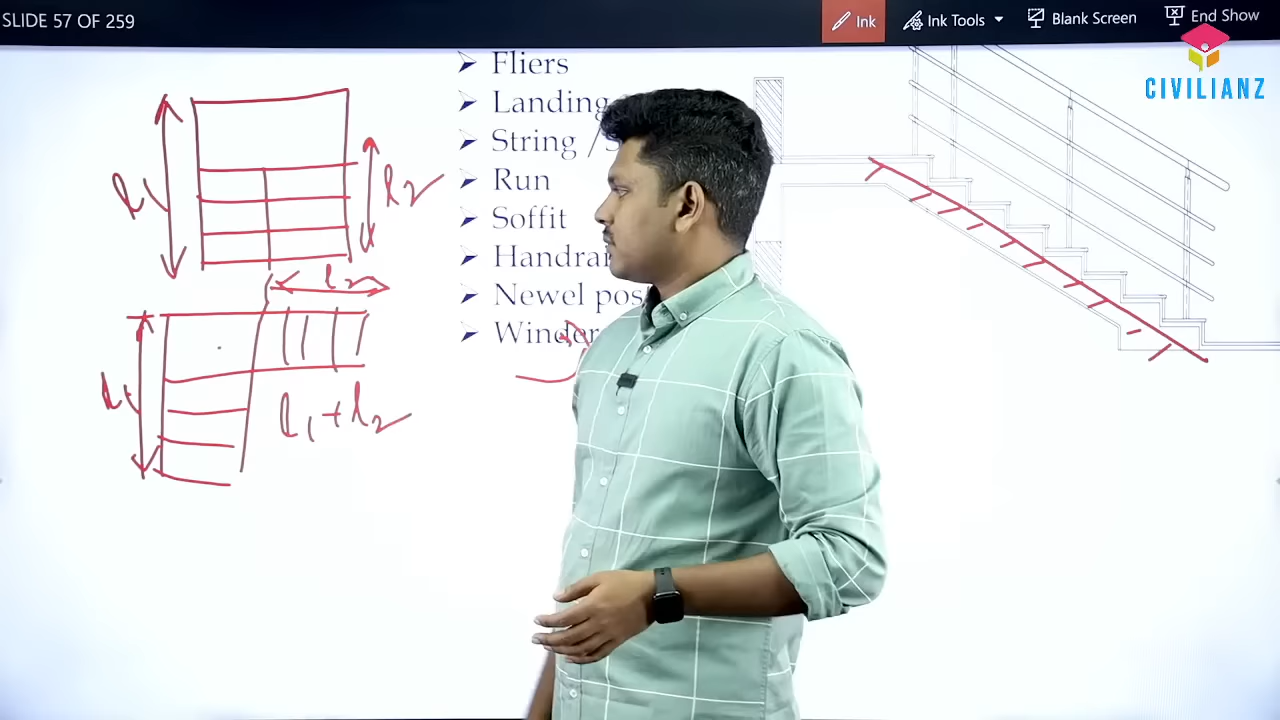 SLIDE 57 OF 259
Ink
Ink Tools
Blank Screen
End Show
CIVILIANZ
Fliers
Landing
String /
Run
Soffit
Newel
l1
l2
l2
l1
l1 + l2